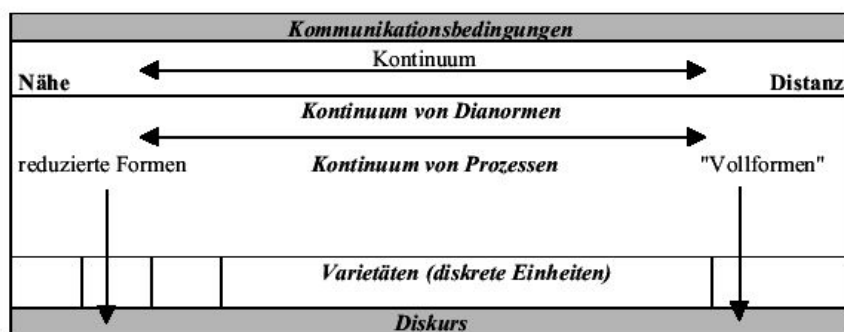 Kommunikationsbedingungen
Kontinuum
Nähe Distanz
Kontinuum von Dianormen
reduzierte Formen Kontinuum von Prozessen "Vollformen"
Varietäten (diskrete Einheiten)
Diskurs